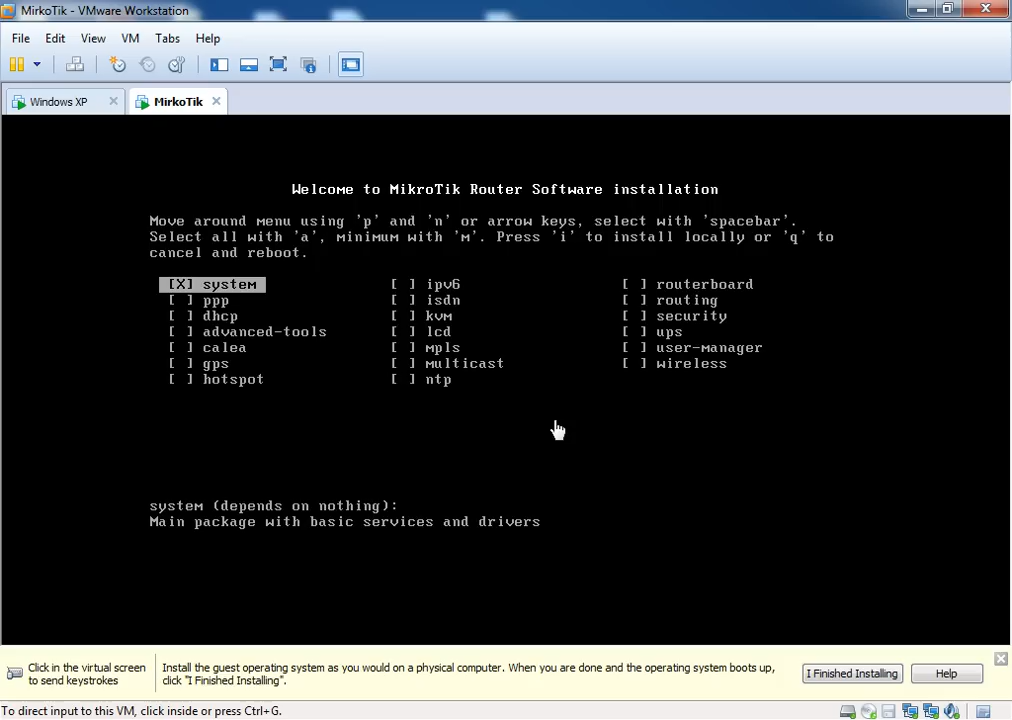 MirkoTik - VMware Workstation
File Edit View VM Tabs Help
Windows XP MirkoTik
Welcome to MikroTik Router Software installation
Move around menu using 'p' and 'n' or arrow keys, select with 'spacebar'.
Select all with 'a', minimum with 'm'. Press 'i' to install locally or 'q' to
cancel and reboot.
[X] system [ ] ipv6 [ ] routerboard
[ ] ppp [ ] isdn [ ] routing
[ ] dhcp [ ] kvm [ ] security
[ ] advanced-tools [ ] lcd [ ] ups
[ ] calea [ ] mpls [ ] user-manager
[ ] gps [ ] multicast [ ] wireless
[ ] hotspot [ ] ntp
system (depends on nothing):
Main package with basic services and drivers
Click in the virtual screen
to send keystrokes
Install the guest operating system as you would on a physical computer. When you are done and the operating system boots up,
click "I Finished Installing".
I Finished Installing Help
To direct input to this VM, click inside or press Ctrl+G.